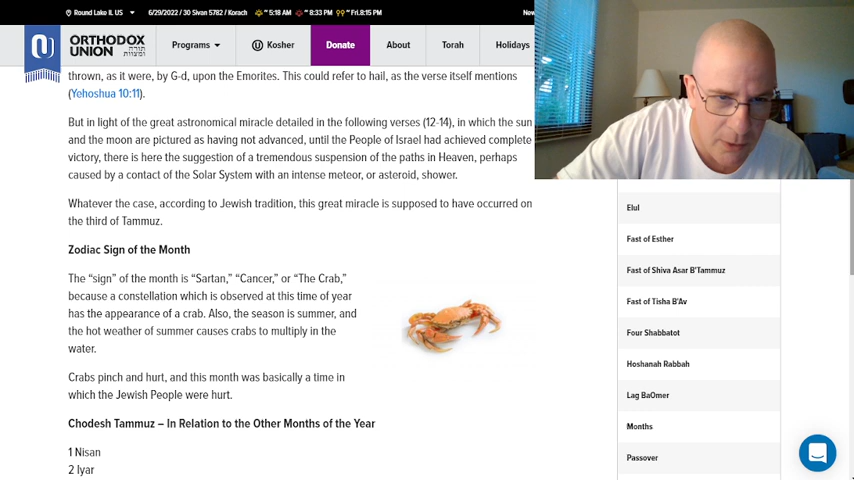 Round Lake IL US
6/29/2022 / 30 Sivan 5782 / Korach
5:18 AM
8:33 PM
Fri.8:15 PM
ORTHODOX
UNION
תורה
ומצוות
Programs
Kosher
Donate
About
Torah
Holidays
thrown, as it were, by G-d, upon the Emorites. This could refer to hail, as the verse itself mentions
(Yehoshua 10:11).
But in light of the great astronomical miracle detailed in the following verses (12-14), in which the sun
and the moon are pictured as having not advanced, until the People of Israel had achieved complete
victory, there is here the suggestion of a tremendous suspension of the paths in Heaven, perhaps
caused by a contact of the Solar System with an intense meteor, or asteroid, shower.
Whatever the case, according to Jewish tradition, this great miracle is supposed to have occurred on
the third of Tammuz.
Zodiac Sign of the Month
The “sign” of the month is “Sartan,” “Cancer,” or “The Crab,”
because a constellation which is observed at this time of year
has the appearance of a crab. Also, the season is summer, and
the hot weather of summer causes crabs to multiply in the
water.
Crabs pinch and hurt, and this month was basically a time in
which the Jewish People were hurt.
Chodesh Tammuz – In Relation to the Other Months of the Year
1 Nisan
2 Iyar
Elul
Fast of Esther
Fast of Shiva Asar B'Tammuz
Fast of Tisha B'Av
Four Shabbatot
Hoshanah Rabbah
Lag BaOmer
Months
Passover